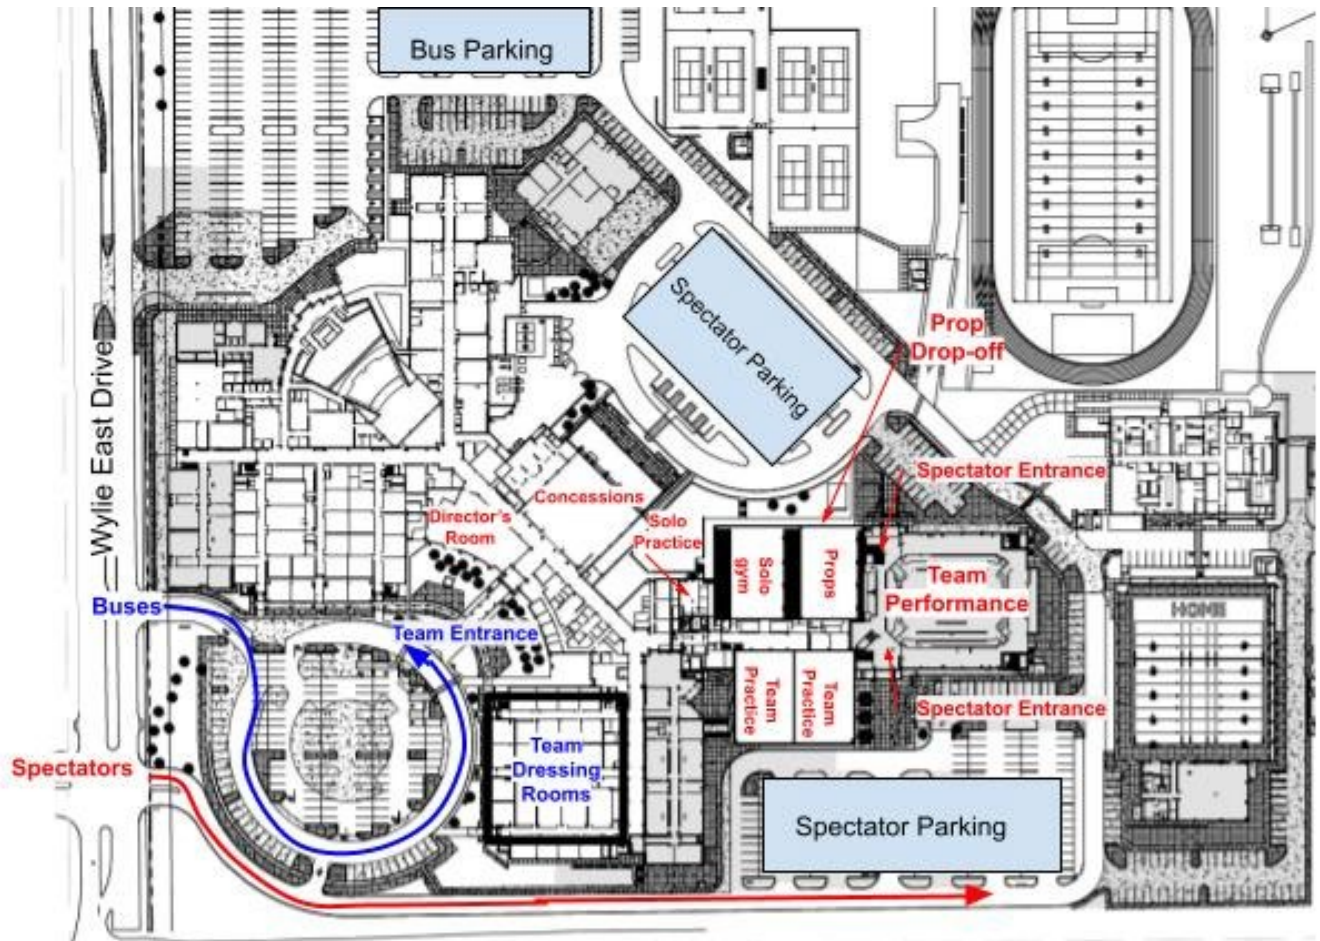 Bus Parking
Spectator Parking
Prop
Drop-off
Wylie East Drive
Spectator Entrance
Concessions
Director's
Room
Solo
Practice
Solo
gym
Props
Team
Performance
HOME
Buses
Team Entrance
Team
Practice
Team
Practice
Spectator Entrance
Team
Dressing
Rooms
Spectators
Spectator Parking